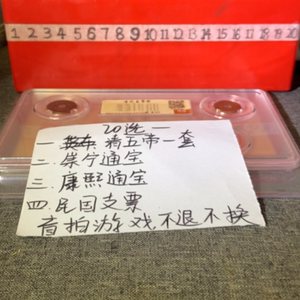 1 2 3 4 5 6 7 8 9 10 11 12 13 14 15 16 17 18 19 20
20选一
一 清五帝一套
二. 崇宁通宝
三. 康熙通宝
四. 民国支票
盲拍游戏不退不换